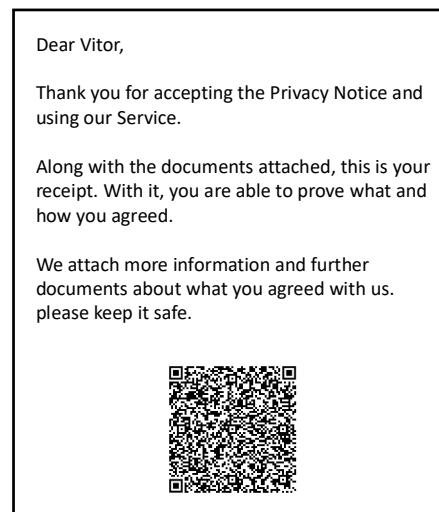 Dear Vitor,
Thank you for accepting the Privacy Notice and
using our Service.
Along with the documents attached, this is your
receipt. With it, you are able to prove what and
how you agreed.
We attach more information and further
documents about what you agreed with us.
please keep it safe.